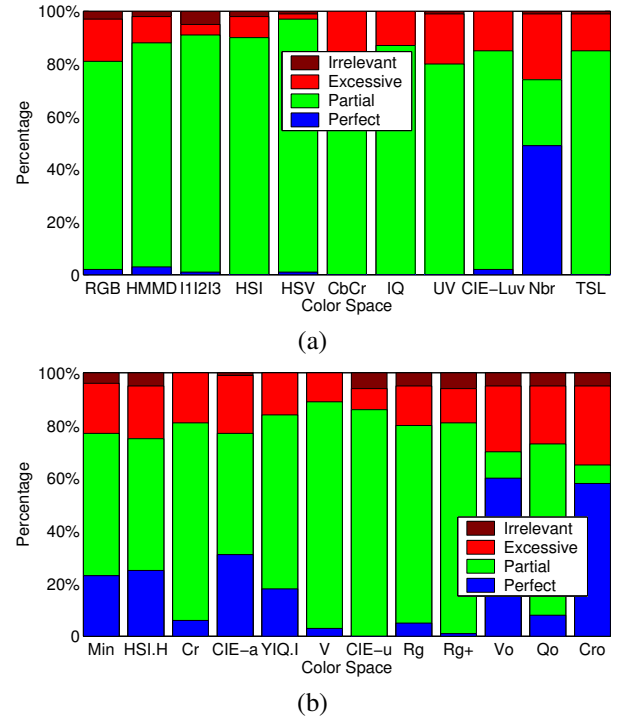 100%
80%
60%
40%
20%
0
Percentage
Irrelevant
Excessive
Partial
Perfect
RGB HMMD I1I2I3 HSI HSV CbCr IQ UV CIE-Luv Nbr TSL
Color Space
(a)
100%
80%
60%
40%
20%
0
Percentage
Irrelevant
Excessive
Partial
Perfect
Min HSI.H Cr CIE-a YIQ.I V CIE-u Rg Rg+ Vo Qo Cro
Color Space
(b)